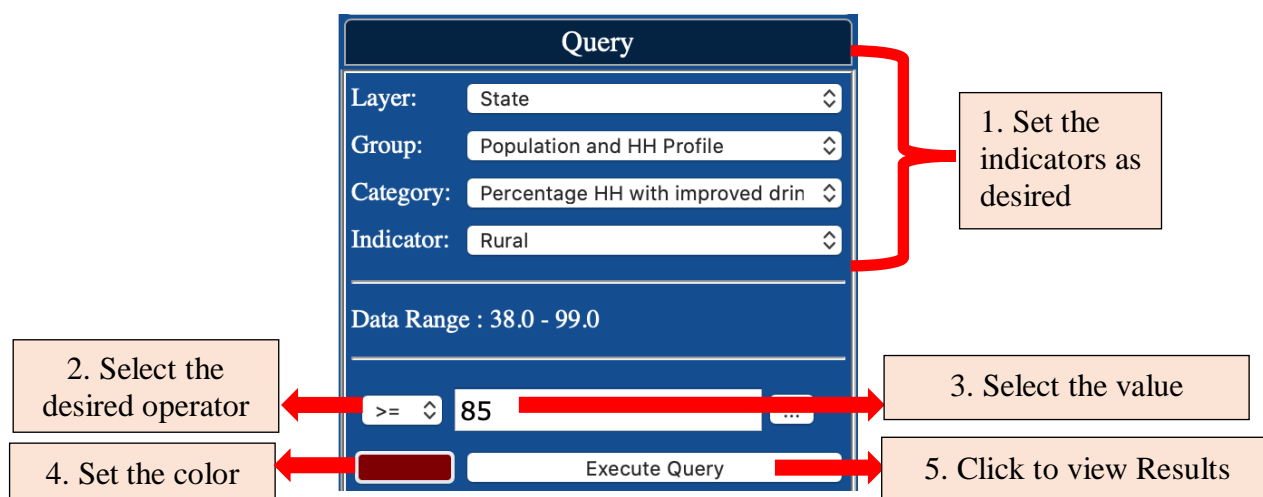 Query
Layer: State
Group: Population and HH Profile
Category: Percentage HH with improved drin
Indicator: Rural
Data Range : 38.0 - 99.0
>= 85 ...
Execute Query
1. Set the
indicators as
desired
2. Select the
desired operator
3. Select the value
4. Set the color
5. Click to view Results